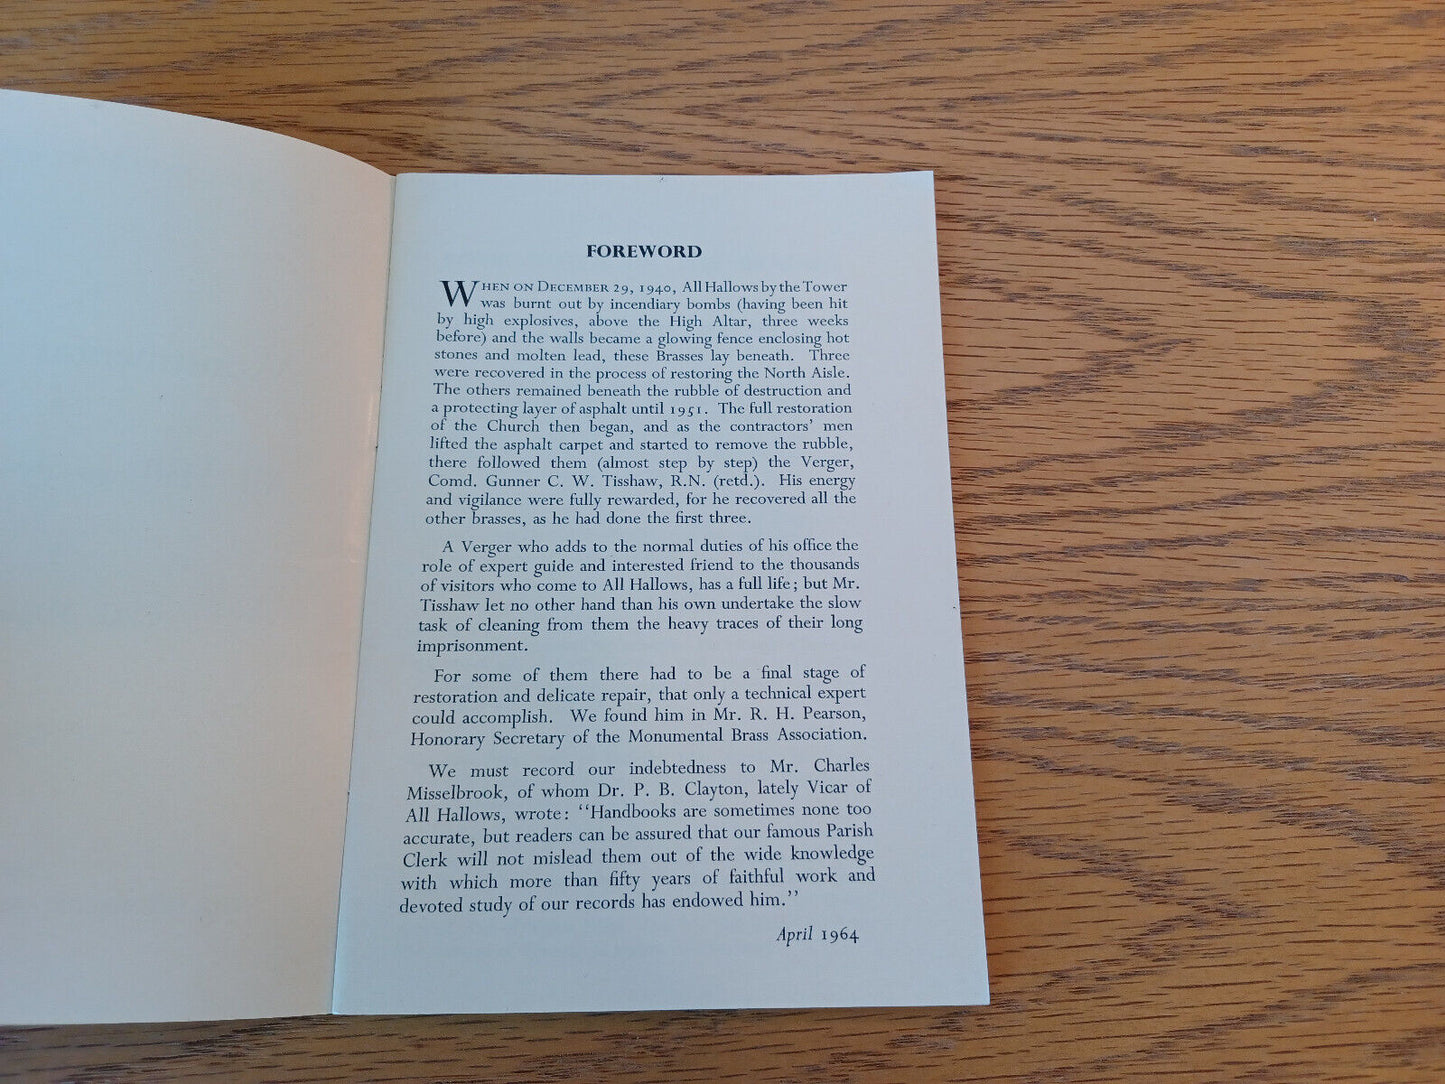 FOREWORD
WHEN ON DECEMBER 29, 1940, All Hallows by the Tower
was burnt out by incendiary bombs (having been hit
by high explosives, above the High Altar, three weeks
before) and the walls became a glowing fence enclosing hot
stones and molten lead, these Brasses lay beneath. Three
were recovered in the process of restoring the North Aisle.
The others remained beneath the rubble of destruction and
a protecting layer of asphalt until 1951. The full restoration
of the Church then began, and as the contractors' men
lifted the asphalt carpet and started to remove the rubble,
there followed them (almost step by step) the Verger,
Comd. Gunner C. W. Tisshaw, R.N. (retd.). His energy
and vigilance were fully rewarded, for he recovered all the
other brasses, as he had done the first three.
A Verger who adds to the normal duties of his office the
role of expert guide and interested friend to the thousands
of visitors who come to All Hallows, has a full life; but Mr.
Tisshaw let no other hand than his own undertake the slow
task of cleaning from them the heavy traces of their long
imprisonment.
For some of them there had to be a final stage of
restoration and delicate repair, that only a technical expert
could accomplish. We found him in Mr. R. H. Pearson,
Honorary Secretary of the Monumental Brass Association.
We must record our indebtedness to Mr. Charles
Misselbrook, of whom Dr. P. B. Clayton, lately Vicar of
All Hallows, wrote: "Handbooks are sometimes none too
accurate, but readers can be assured that our famous Parish
Clerk will not mislead them out of the wide knowledge
with which more than fifty years of faithful work and
devoted study of our records has endowed him."
April 1964